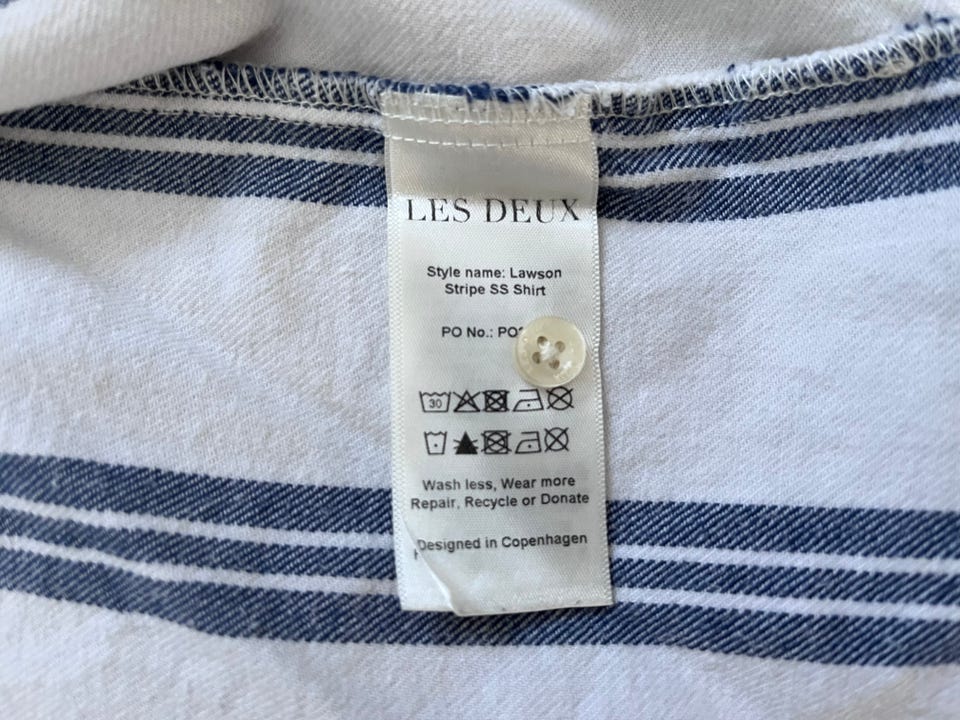 LES DEUX
Style name: Lawson
Stripe SS Shirt
PO No.:
30
Wash less, Wear more
Repair, Recycle or Donate
Designed in Copenhagen